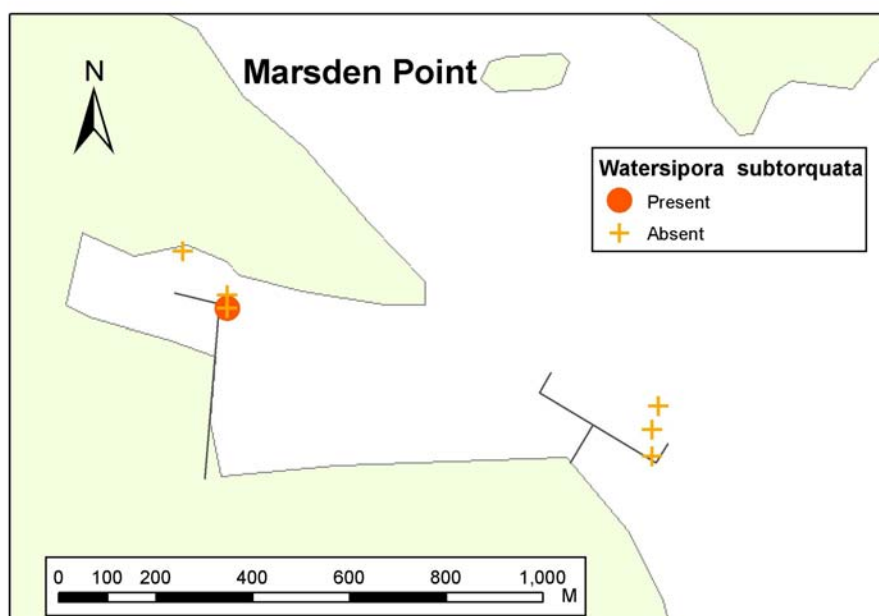 Marsden Point
N
Watersipora subtorquata
Present
Absent
0 100 200 400 600 800 1,000
M